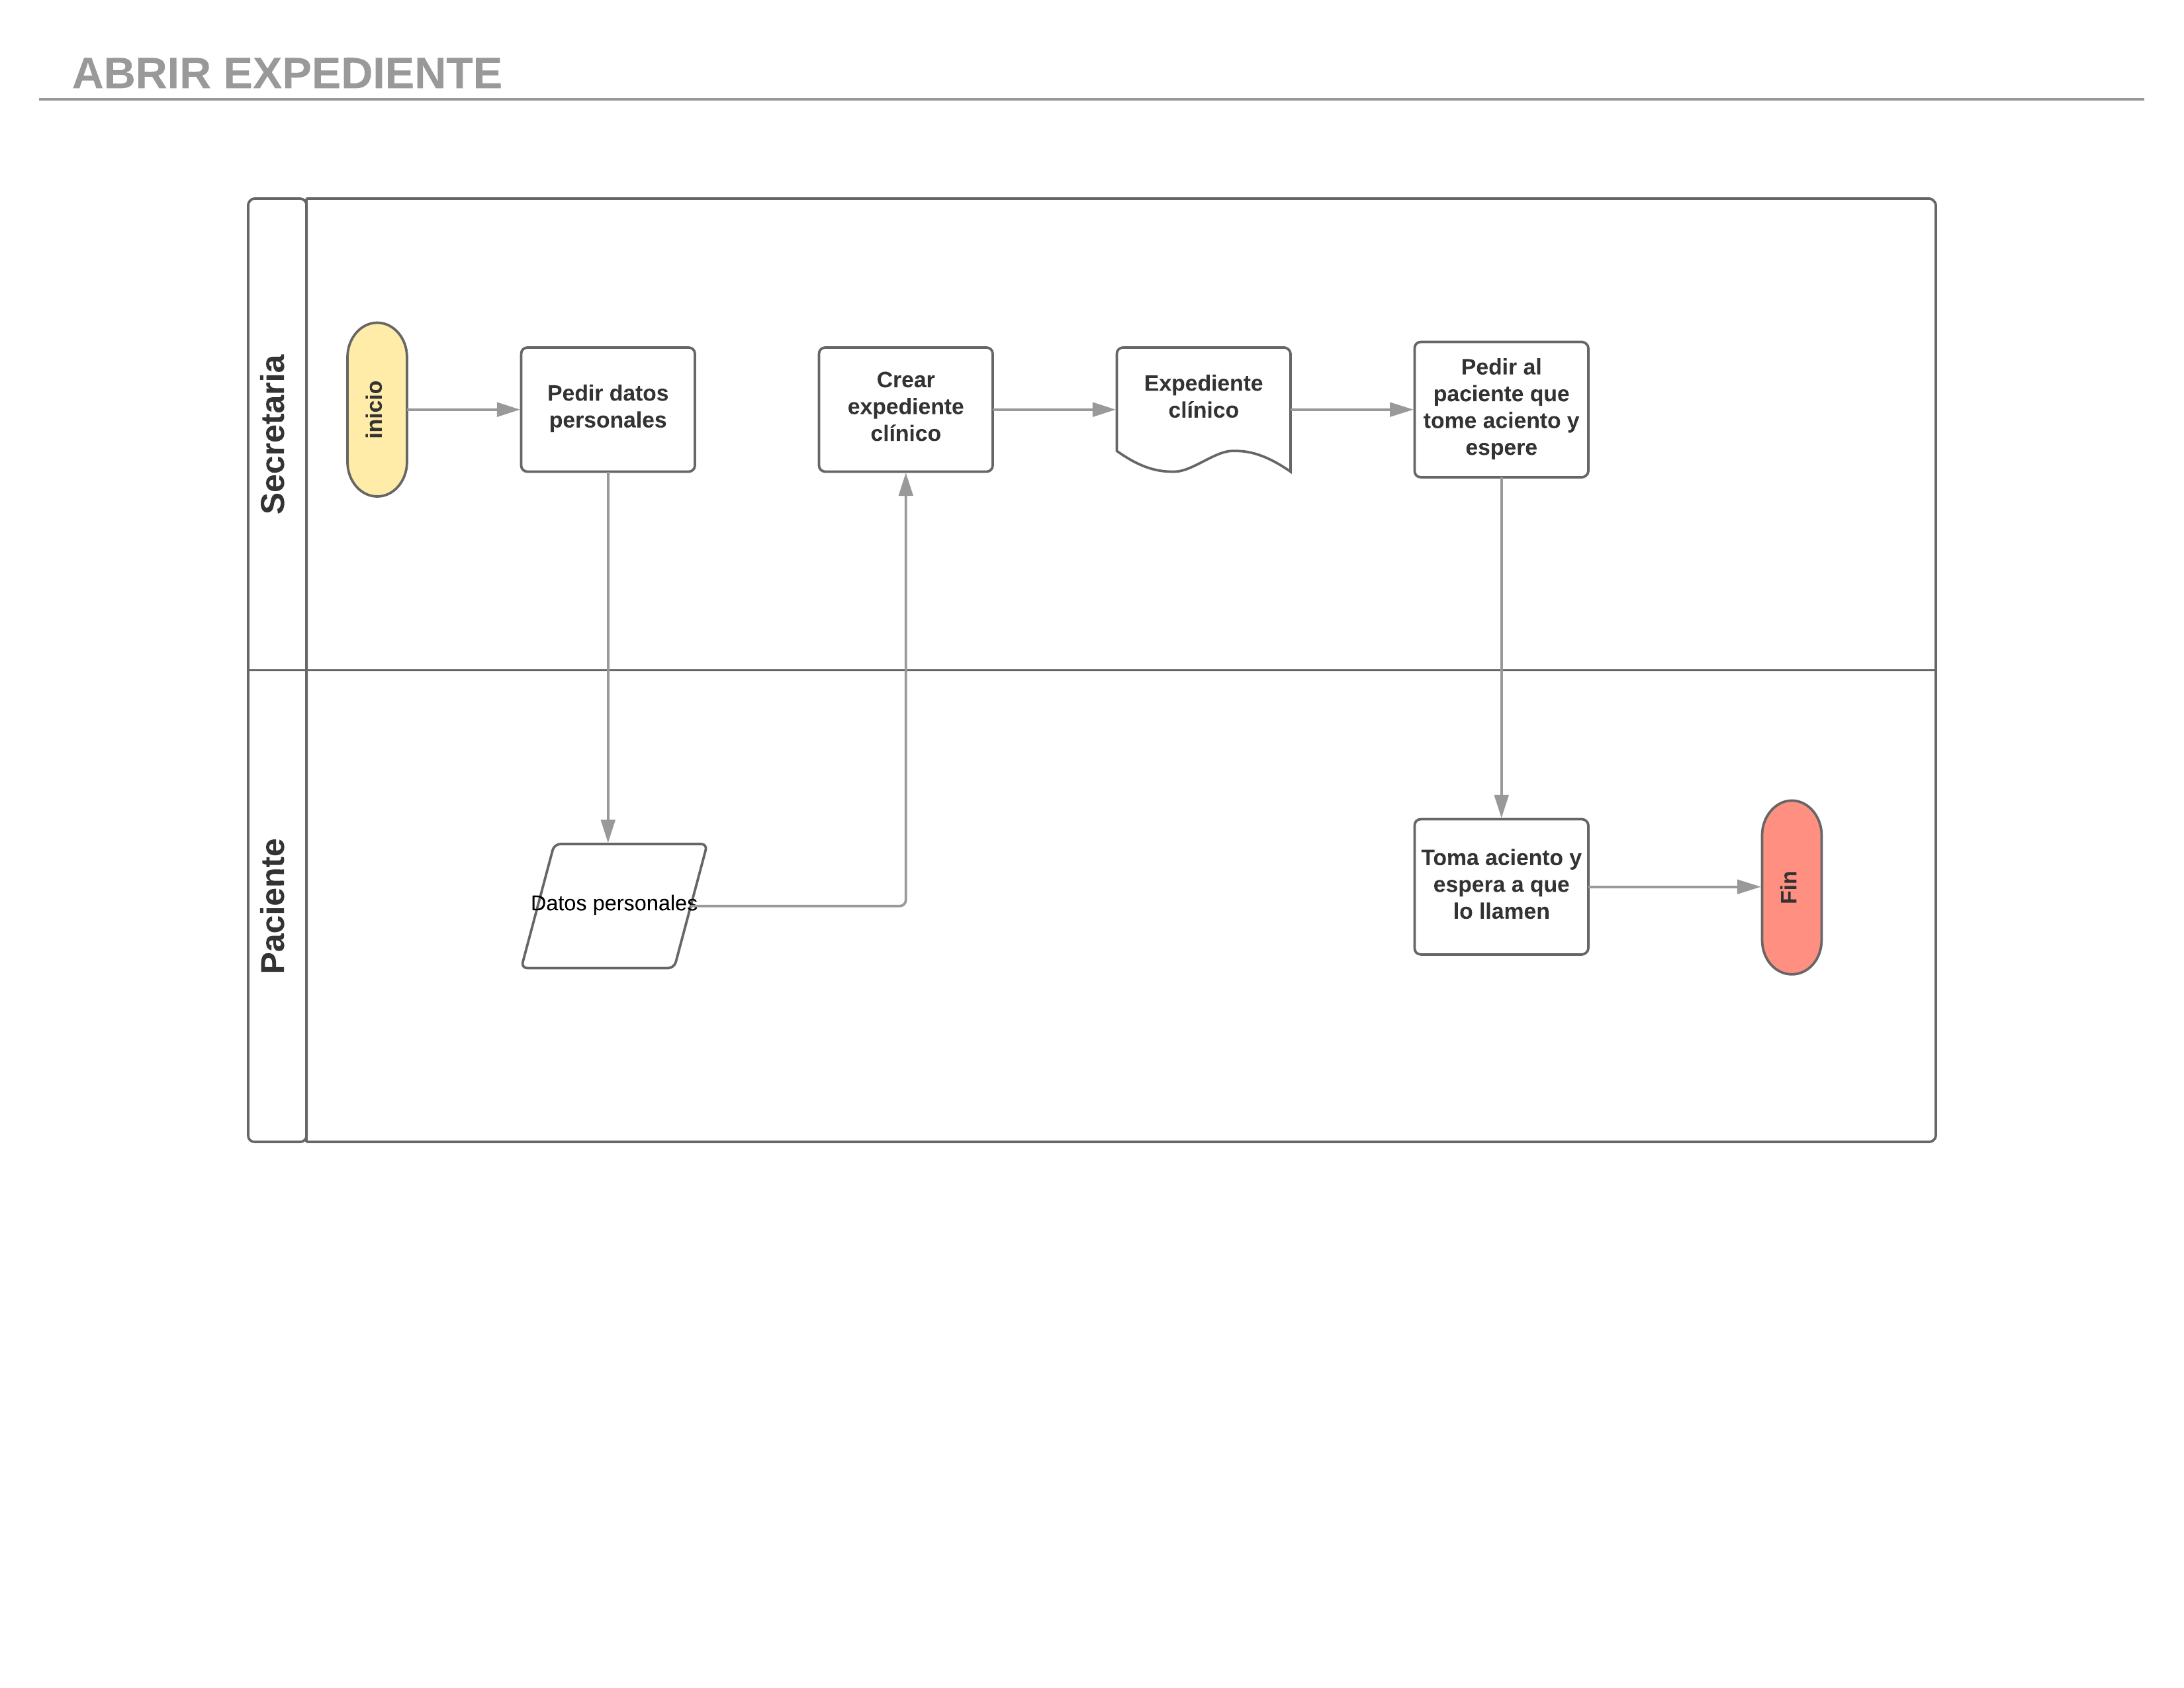 ABRIR EXPEDIENTE
Secretaria
inicio
Pedir datos
personales
Crear
expediente
clínico
Expediente
clínico
Pedir al
paciente que
tome aciento y
espere
Paciente
Datos personales
Toma aciento y
espera a que
lo llamen
Fin